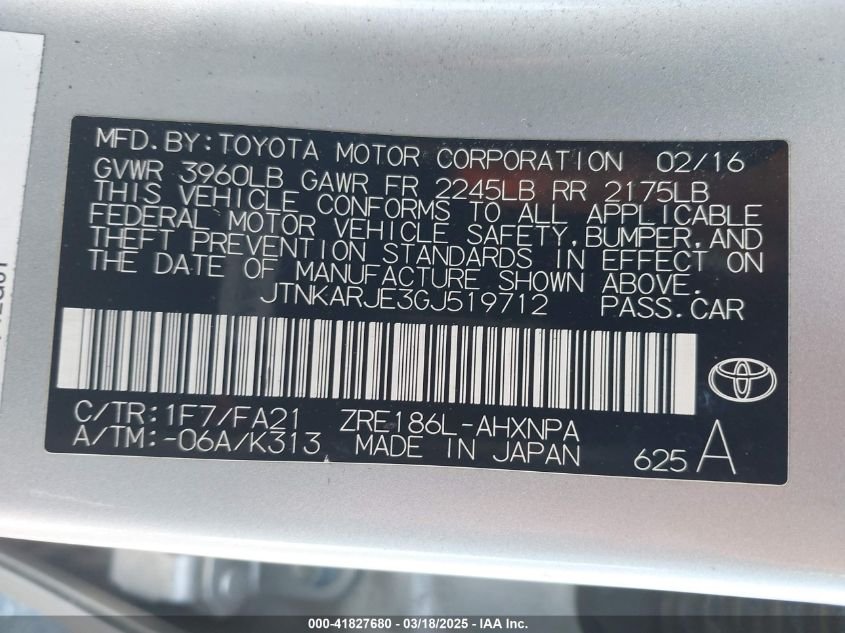 MFD. BY: TOYOTA MOTOR CORPORATION 02/16
GVWR 3960LB GAWR FR 2245LB RR 2175LB
THIS VEHICLE CONFORMS TO ALL APPLICABLE
FEDERAL MOTOR VEHICLE SAFETY, BUMPER, AND
THEFT PREVENTION STANDARDS IN EFFECT ON
THE DATE OF MANUFACTURE SHOWN ABOVE.
JTNKARJE3GJ519712 PASS. CAR
C/TR: 1F7/FA21 ZRE186L-AHXNPA
A/TM: -06A/K313 MADE IN JAPAN 625 A
000-41827680 - 03/18/2025 - IAA Inc.